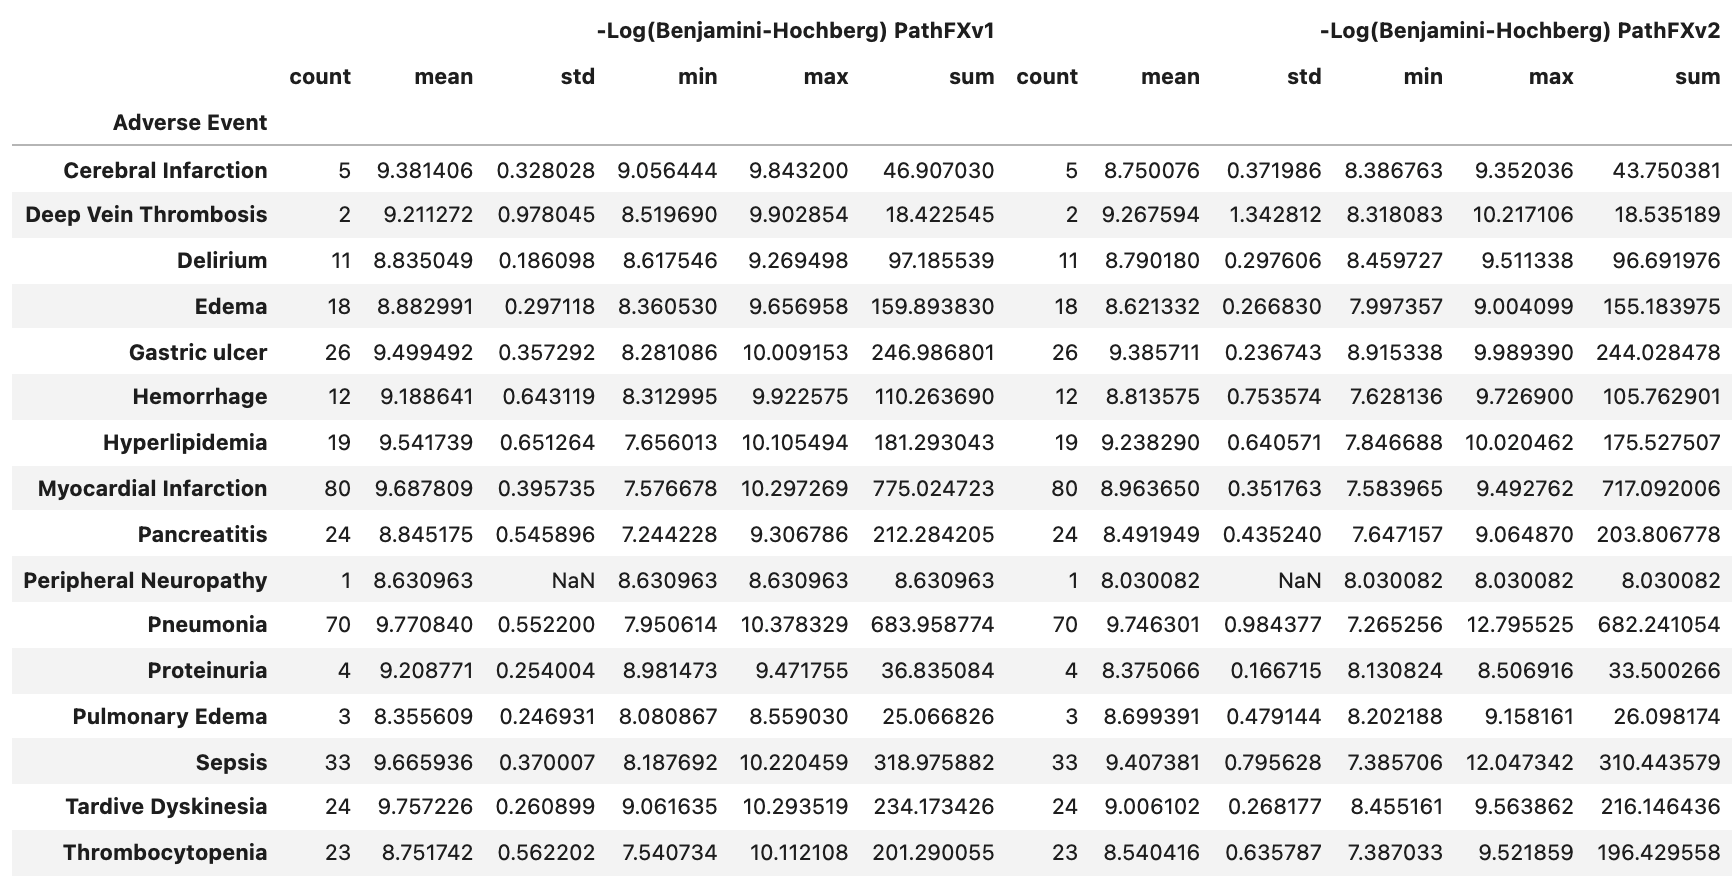 -Log(Benjamini-Hochberg) PathFXv1 -Log(Benjamini-Hochberg) PathFXv2
count mean std min max sum count mean std min max sum
Adverse Event
Cerebral Infarction 5 9.381406 0.328028 9.056444 9.843200 46.907030 5 8.750076 0.371986 8.386763 9.352036 43.750381
Deep Vein Thrombosis 2 9.211272 0.978045 8.519690 9.902854 18.422545 2 9.267594 1.342812 8.318083 10.217106 18.535189
Delirium 11 8.835049 0.186098 8.617546 9.269498 97.185539 11 8.790180 0.297606 8.459727 9.511338 96.691976
Edema 18 8.882991 0.297118 8.360530 9.656958 159.893830 18 8.621332 0.266830 7.997357 9.004099 155.183975
Gastric ulcer 26 9.499492 0.357292 8.281086 10.009153 246.986801 26 9.385711 0.236743 8.915338 9.989390 244.028478
Hemorrhage 12 9.188641 0.643119 8.312995 9.922575 110.263690 12 8.813575 0.753574 7.628136 9.726900 105.762901
Hyperlipidemia 19 9.541739 0.651264 7.656013 10.105494 181.293043 19 9.238290 0.640571 7.846688 10.020462 175.527507
Myocardial Infarction 80 9.687809 0.395735 7.576678 10.297269 775.024723 80 8.963650 0.351763 7.583965 9.492762 717.092006
Pancreatitis 24 8.845175 0.545896 7.244228 9.306786 212.284205 24 8.491949 0.435240 7.647157 9.064870 203.806778
Peripheral Neuropathy 1 8.630963 NaN 8.630963 8.630963 8.630963 1 8.030082 NaN 8.030082 8.030082 8.030082
Pneumonia 70 9.770840 0.552200 7.950614 10.378329 683.958774 70 9.746301 0.984377 7.265256 12.795525 682.241054
Proteinuria 4 9.208771 0.254004 8.981473 9.471755 36.835084 4 8.375066 0.166715 8.130824 8.506916 33.500266
Pulmonary Edema 3 8.355609 0.246931 8.080867 8.559030 25.066826 3 8.699391 0.479144 8.202188 9.158161 26.098174
Sepsis 33 9.665936 0.370007 8.187692 10.220459 318.975882 33 9.407381 0.795628 7.385706 12.047342 310.443579
Tardive Dyskinesia 24 9.757226 0.260899 9.061635 10.293519 234.173426 24 9.006102 0.268177 8.455161 9.563862 216.146436
Thrombocytopenia 23 8.751742 0.562202 7.540734 10.112108 201.290055 23 8.540416 0.635787 7.387033 9.521859 196.429558